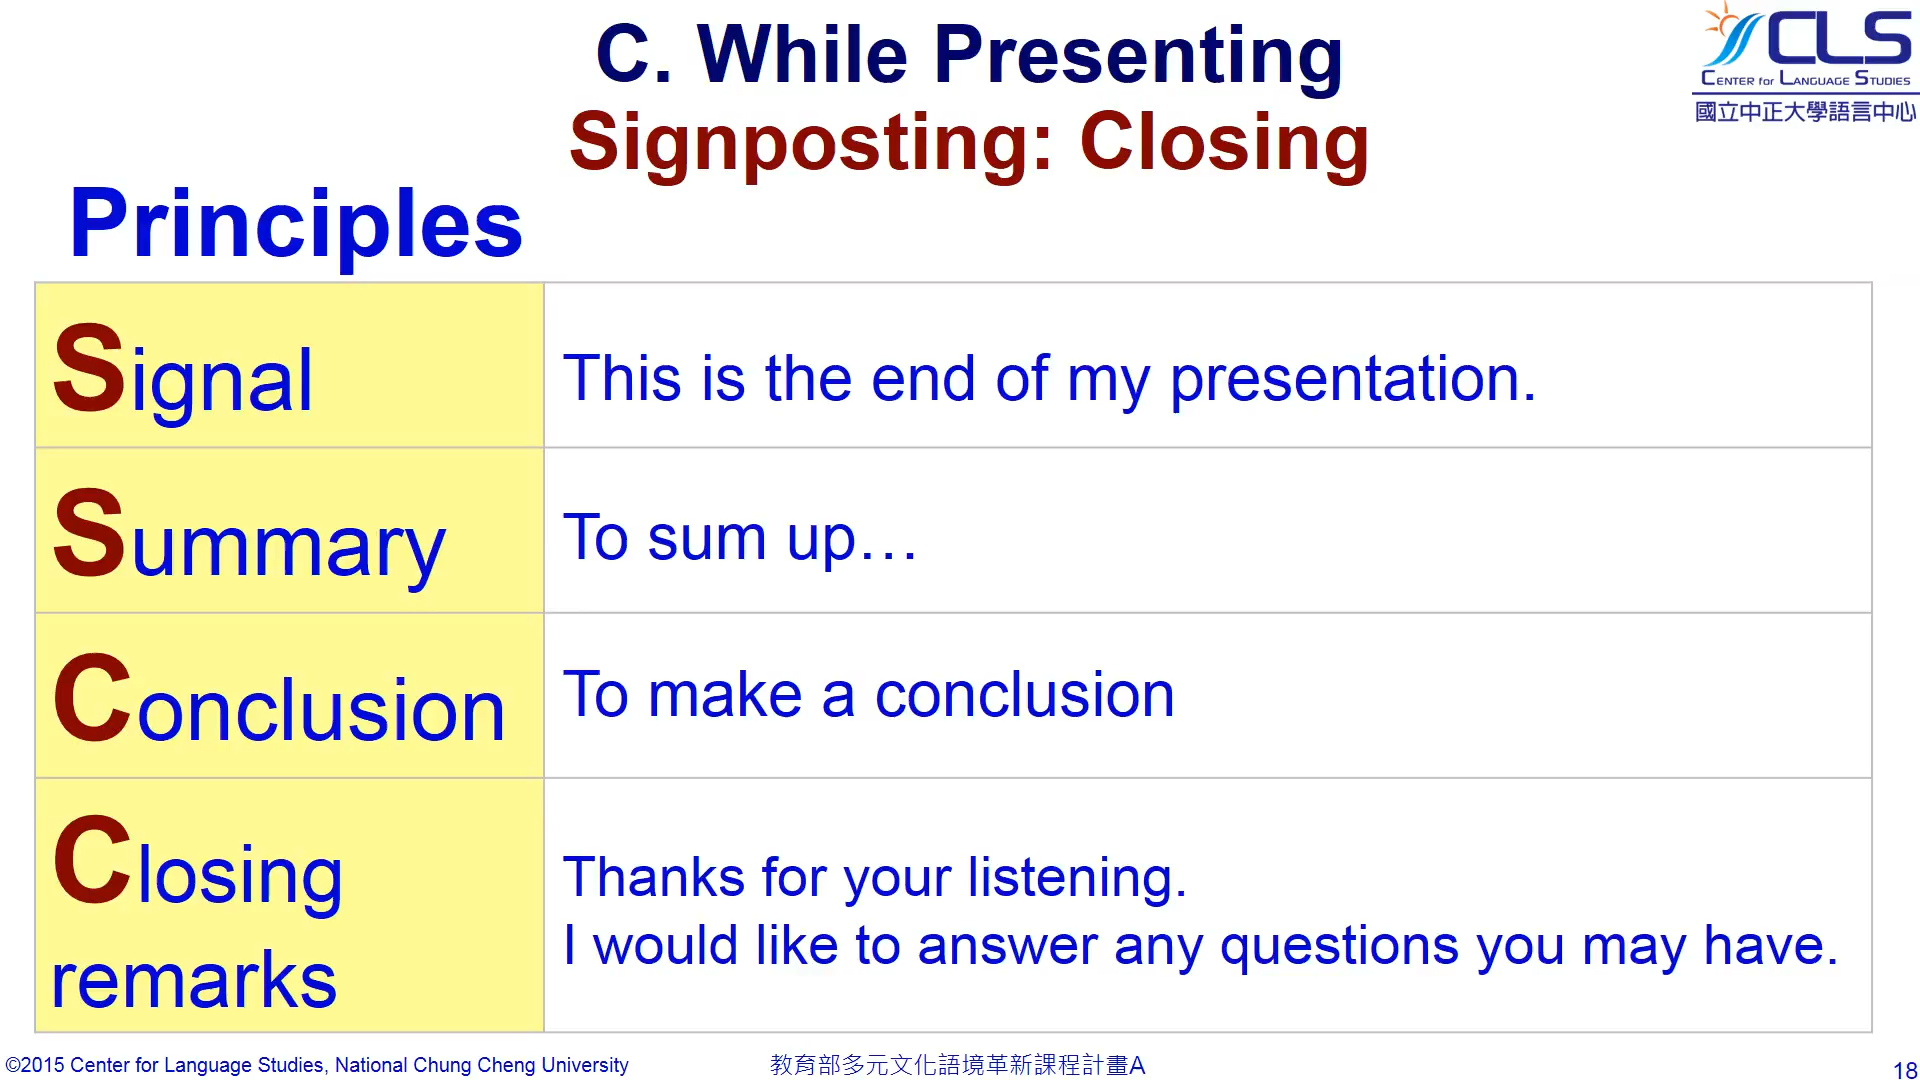 C. While Presenting
Signposting: Closing
CLS
CENTER for LANGUAGE STUDIES
國立中正大學語言中心
Principles
Signal
This is the end of my presentation.
Summary
To sum up…
Conclusion
To make a conclusion
Closing
remarks
Thanks for your listening.
I would like to answer any questions you may have.
©2015 Center for Language Studies, National Chung Cheng University
教育部多元文化語境革新課程計畫A
18